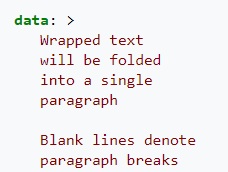 data: >
Wrapped text
will be folded
into a single
paragraph

Blank lines denote
paragraph breaks